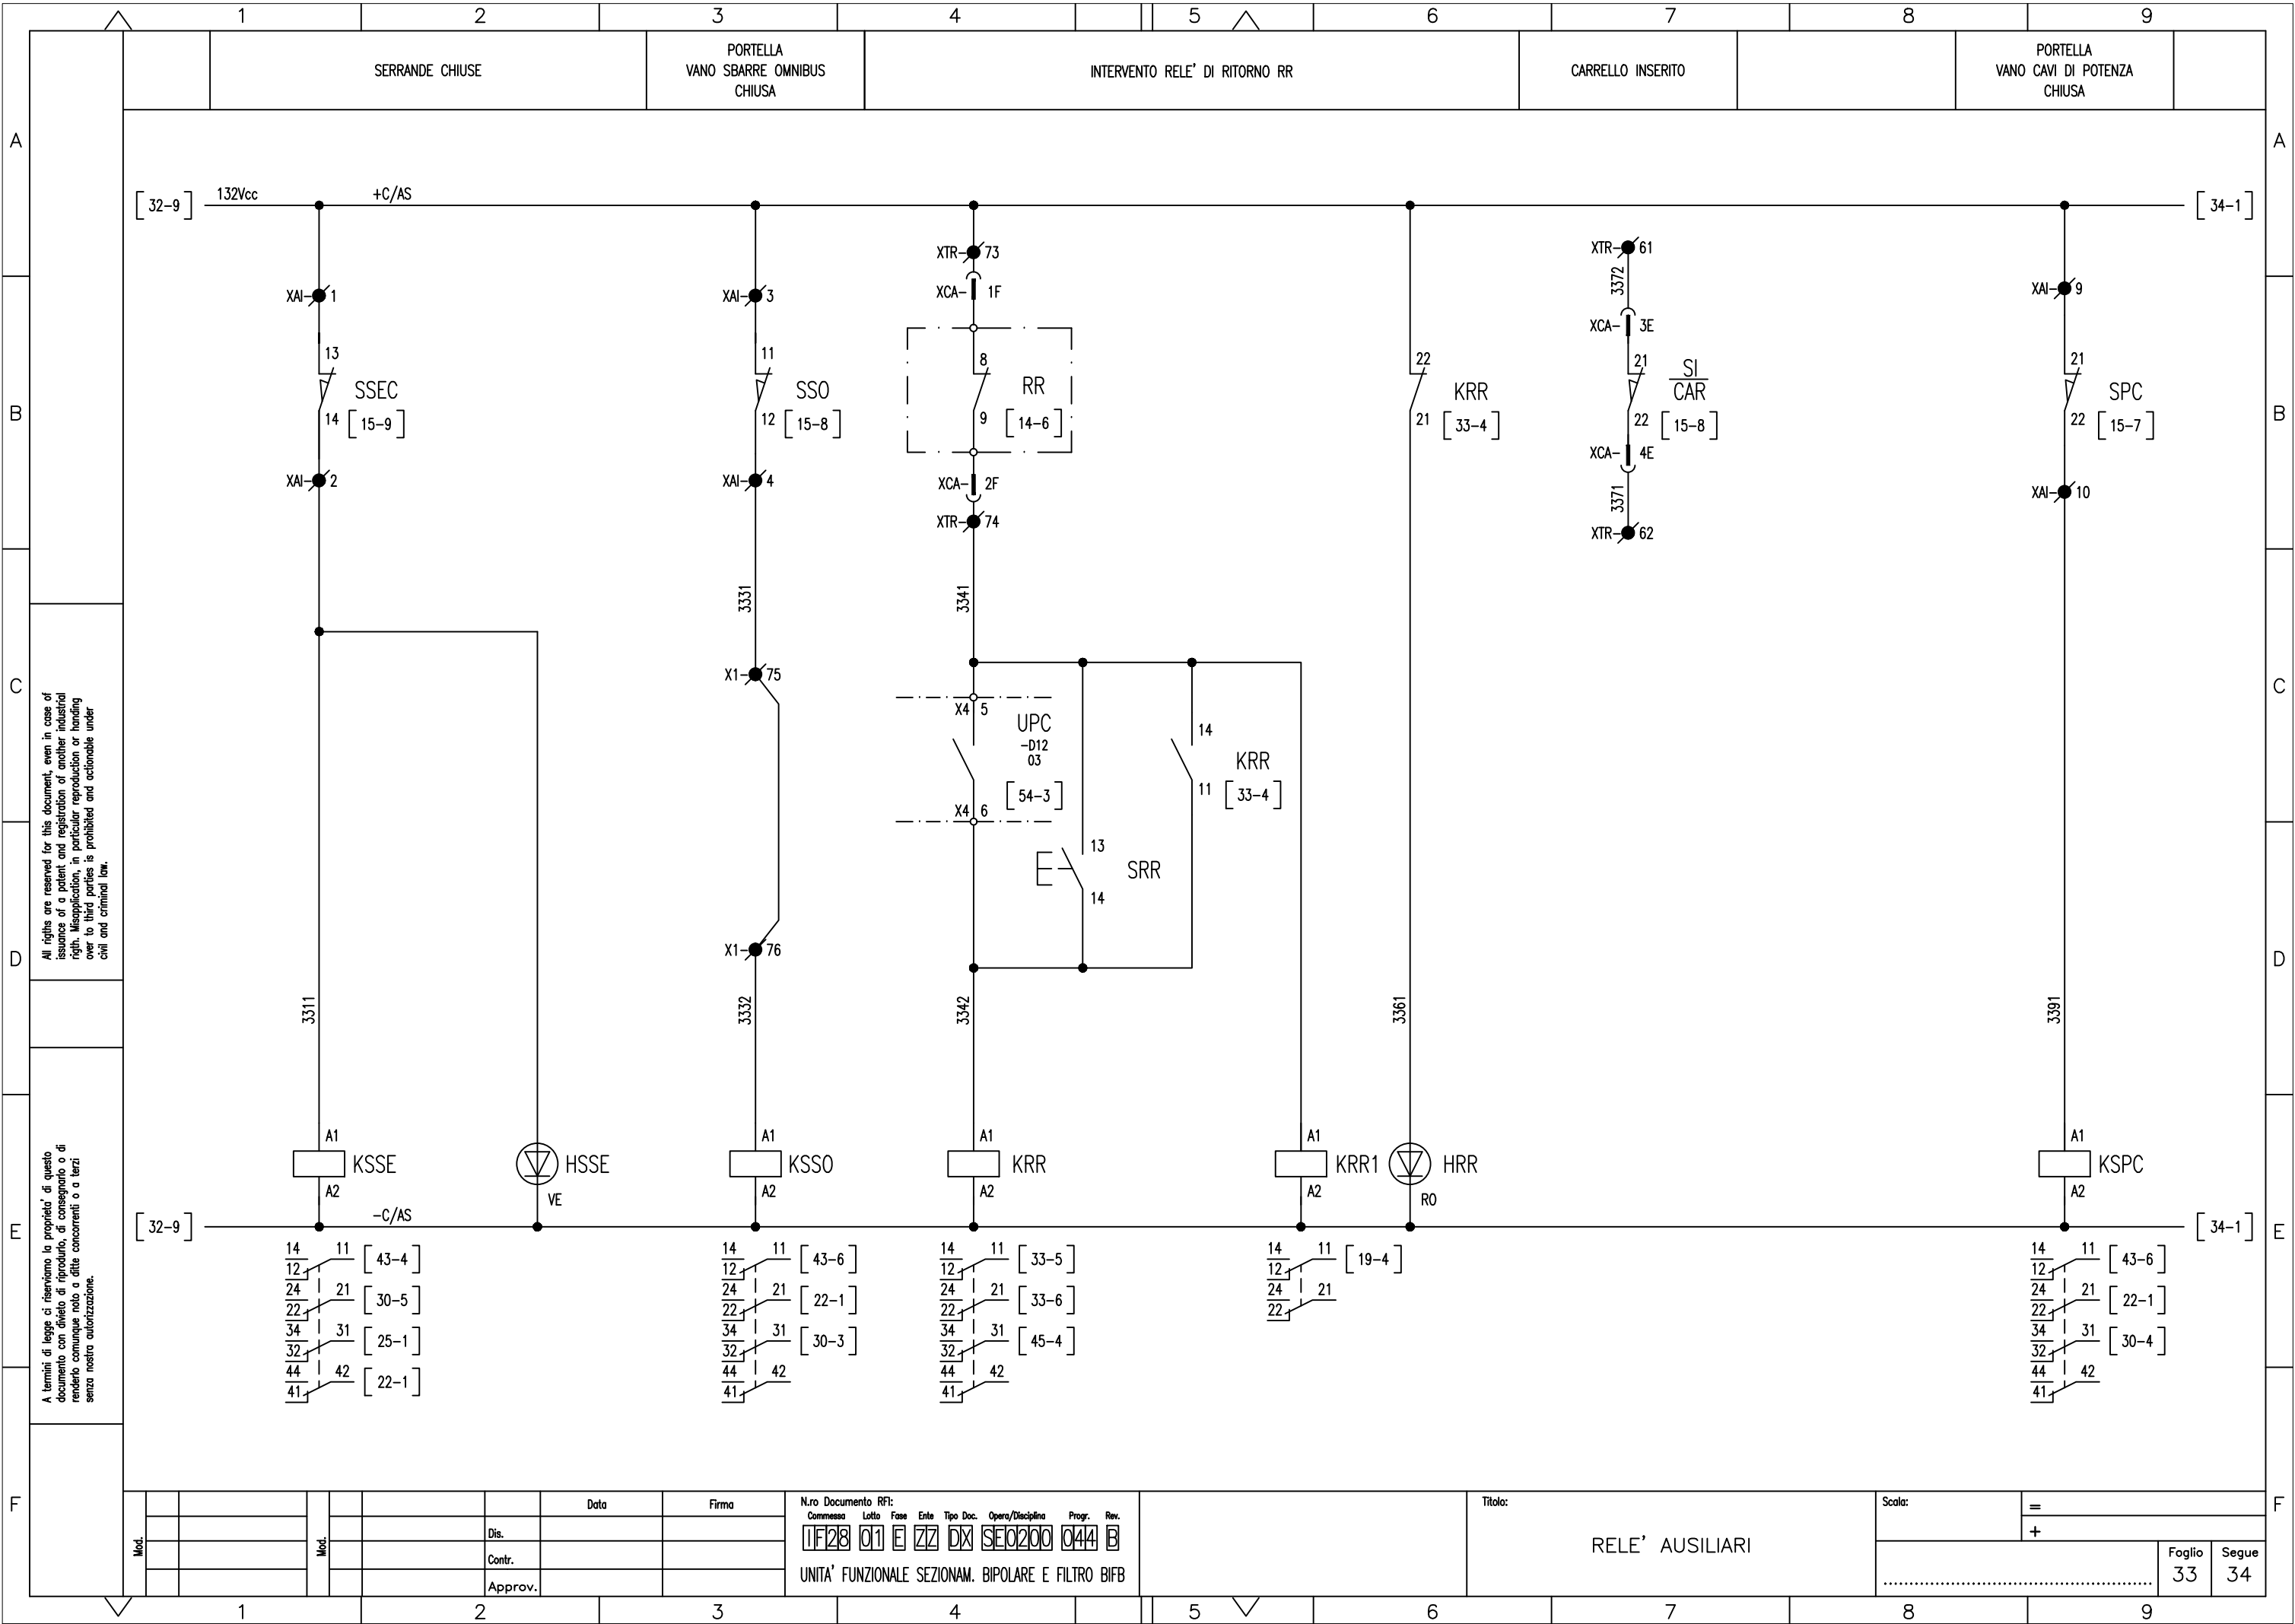 1 2 3 4 5 6 7 8 9
SERRANDE CHIUSE
PORTELLA
VANO SBARRE OMNIBUS
CHIUSA
INTERVENTO RELE' DI RITORNO RR
CARRELLO INSERITO
PORTELLA
VANO CAVI DI POTENZA
CHIUSA
A A
[32-9] 132Vcc +C/AS [34-1]
XTR- 73
XTR- 61
3372
XAI- 1
XAI- 3
XCA- 1F
XAI- 9
XCA- 3E
13
SSEC
14 [15-9]
11
SSO
12 [15-8]
8
RR
9 [14-6]
22
KRR
21 [33-4]
21
SI
CAR
22 [15-8]
21
SPC
22 [15-7]
B B
XAI- 2
XAI- 4
XCA- 2F
XTR- 74
XCA- 4E
3371
XTR- 62
XAI- 10
3331
3341
C C
X1- 75
X4 5
UPC
-D12
03
[54-3]
X4 6
14
KRR
11 [33-4]
13
SRR
14
D D
X1- 76
3311
3332
3342
3361
3391
A1
KSSE
A2
HSSE
VE
A1
KSSO
A2
A1
KRR
A2
A1
KRR1
A2
HRR
RO
A1
KSPC
A2
E E
[32-9] -C/AS [34-1]
14 11 [43-4]
12
24 21 [30-5]
22
34 31 [25-1]
32
44 42 [22-1]
41
14 11 [43-6]
12
24 21 [22-1]
22
34 31 [30-3]
32
44 42
41
14 11 [33-5]
12
24 21 [33-6]
22
34 31 [45-4]
32
44 42
41
14 11 [19-4]
12
24 21
22
14 11 [43-6]
12
24 21 [22-1]
22
34 31 [30-4]
32
44 42
41
All rigths are reserved for this document, even in case of
issuance of a patent and registration of another industrial
rigth. Misapplication, in particular reproduction or handing
over to third parties is prohibited and actionable under
civil and criminal law.
A termini di legge ci riserviamo la proprieta' di questo
documento con divieto di riprodurlo, di consegnarlo o di
renderlo comunque noto a ditte concorrenti o a terzi
senza nostra autorizzazione.
F F
Mod.
Mod.
Data Firma
Dis.
Contr.
Approv.
N.ro Documento RFI:
Commessa Lotto Fase Ente Tipo Doc. Opera/Disciplina Progr. Rev.
IF28 01 E ZZ DX SE0200 044 B
UNITA' FUNZIONALE SEZIONAM. BIPOLARE E FILTRO BIFB
Titolo:
RELE' AUSILIARI
Scala:
=
+
Foglio
33
Segue
34
1 2 3 4 5 6 7 8 9